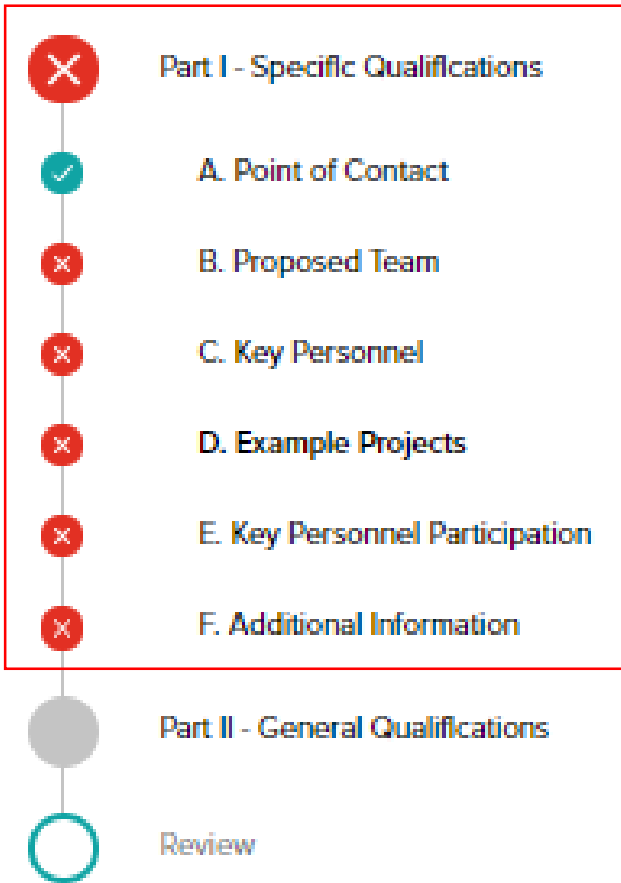 Part I - Specific Qualifications
A. Point of Contact
B. Proposed Team
C. Key Personnel
D. Example Projects
E. Key Personnel Participation
F. Additional Information
Part II - General Qualifications
Review